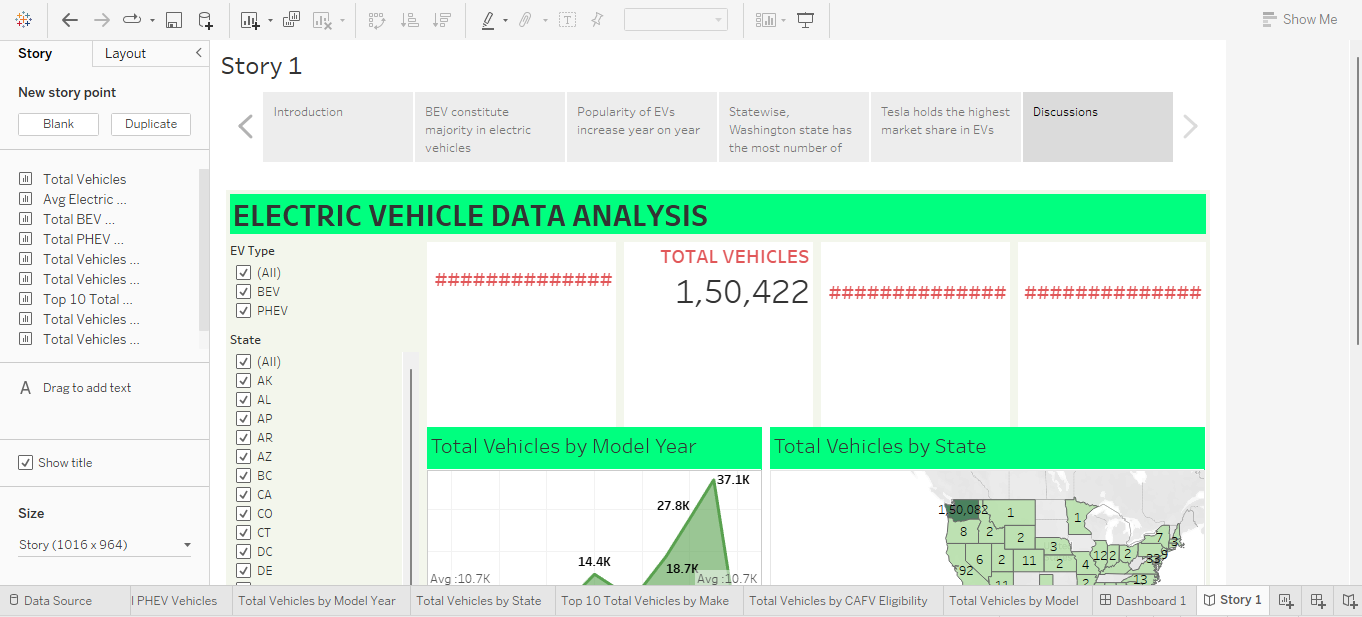 Show Me
Story
Layout
New story point
Blank
Duplicate
Total Vehicles
Avg Electric ...
Total BEV ...
Total PHEV ...
Total Vehicles ...
Total Vehicles ...
Top 10 Total ...
Total Vehicles ...
Total Vehicles ...
A Drag to add text
Show title
Size
Story (1016 x 964)
Story 1
Introduction
BEV constitute
majority in electric
vehicles
Popularity of EVs
increase year on year
Statewise,
Washington state has
the most number of
Tesla holds the highest
market share in EVs
Discussions
ELECTRIC VEHICLE DATA ANALYSIS
EV Type
(All)
BEV
PHEV
State
(All)
AK
AL
AP
AR
AZ
BC
CA
CO
CT
DC
DE
##############
TOTAL VEHICLES
1,50,422
##############
##############
Total Vehicles by Model Year
37.1K
27.8K
14.4K
18.7K
Avg :10.7K
Avg :10.7K
Total Vehicles by State
1,50,082
1
1
8
2
2
3
7
3
6
2
11
2
4
12
2
2
9
33
92
11
2
13
Data Source
l PHEV Vehicles
Total Vehicles by Model Year
Total Vehicles by State
Top 10 Total Vehicles by Make
Total Vehicles by CAFV Eligibility
Total Vehicles by Model
Dashboard 1
Story 1